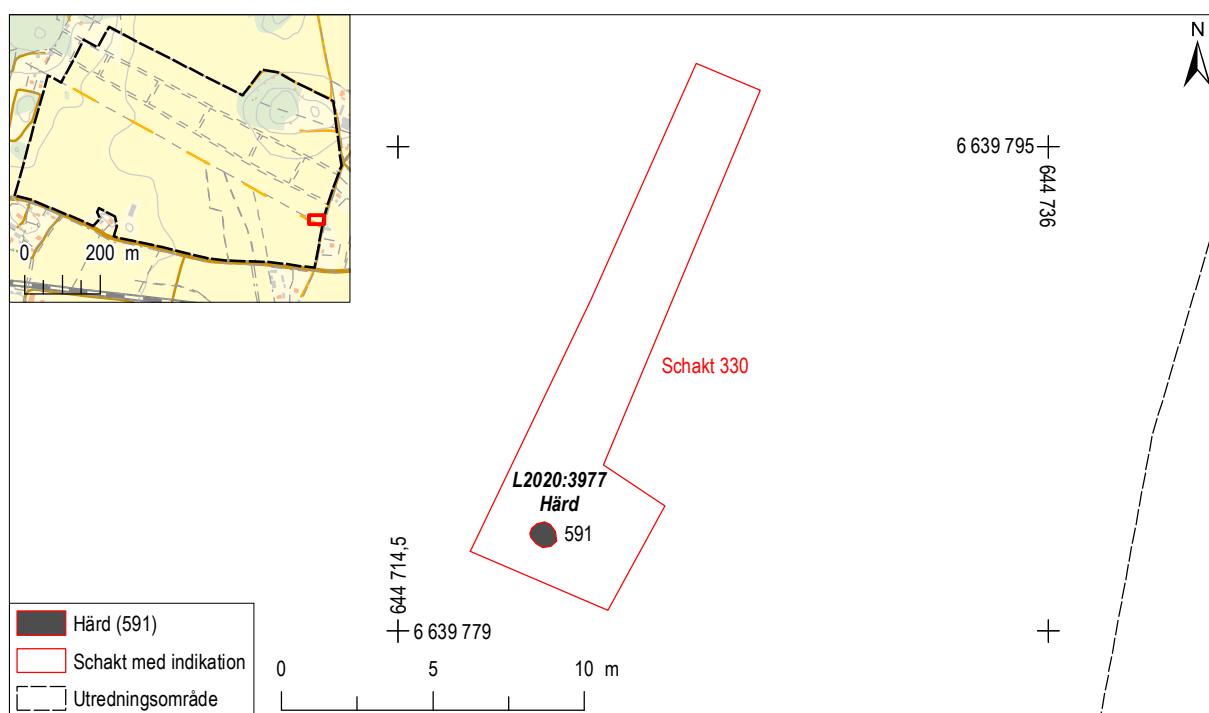 0 200 m
N
6 639 795
644 736
Schakt 330
L2020:3977
Härd
591
644 714,5
6 639 779
Härd (591)
Schakt med indikation
Utredningsområde
0 5 10 m